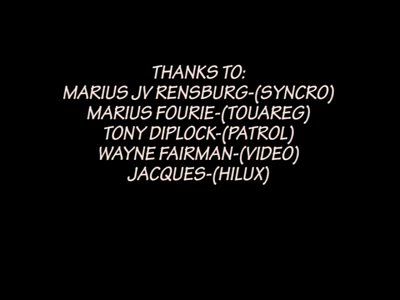 THANKS TO:
MARIUS JV RENSBURG-(SYNCRO)
MARIUS FOURIE-(TOUAREG)
TONY DIPLOCK-(PATROL)
WAYNE FAIRMAN-(VIDEO)
JACQUES-(HILUX)